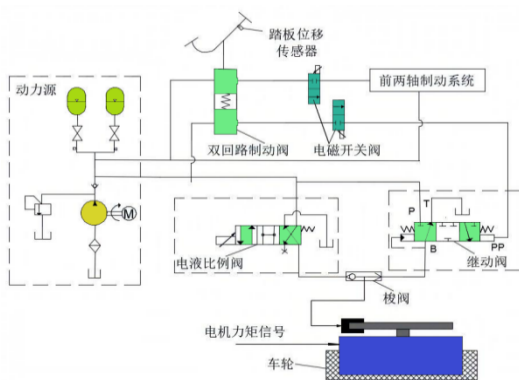 踏板位移
传感器
动力源
前两轴制动系统
双回路制动阀
电磁开关阀
M
P
T
B
PP
电液比例阀
继动阀
梭阀
电机力矩信号
车轮